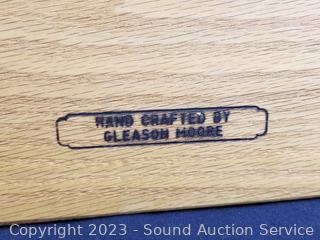 HAND CRAFTED BY
GLEASON MOORE
Copyright 2023 - Sound Auction Service